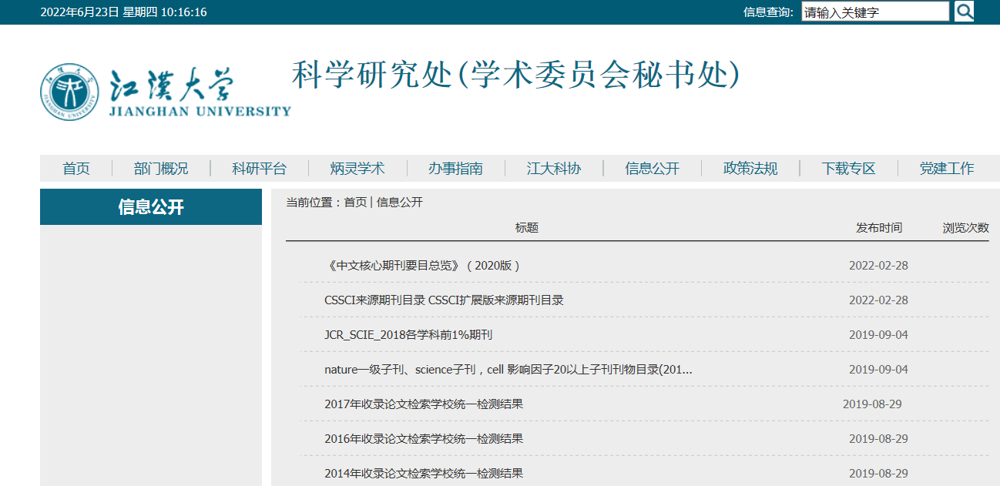 2022年6月23日 星期四 10:16:16 信息查询: 请输入关键字
科学研究处(学术委员会秘书处)
江漢大学
JIANGHAN UNIVERSITY
首页 部门概况 科研平台 炳灵学术 办事指南 江大科协 信息公开 政策法规 下载专区 党建工作
信息公开
当前位置：首页 | 信息公开
标题 发布时间 浏览次数
《中文核心期刊要目总览》（2020版） 2022-02-28
CSSCI来源期刊目录 CSSCI扩展版来源期刊目录 2022-02-28
JCR_SCIE_2018各学科前1%期刊 2019-09-04
nature一级子刊、science子刊，cell 影响因子20以上子刊刊物目录(201... 2019-09-04
2017年收录论文检索学校统一检测结果 2019-08-29
2016年收录论文检索学校统一检测结果 2019-08-29
2014年收录论文检索学校统一检测结果 2019-08-29